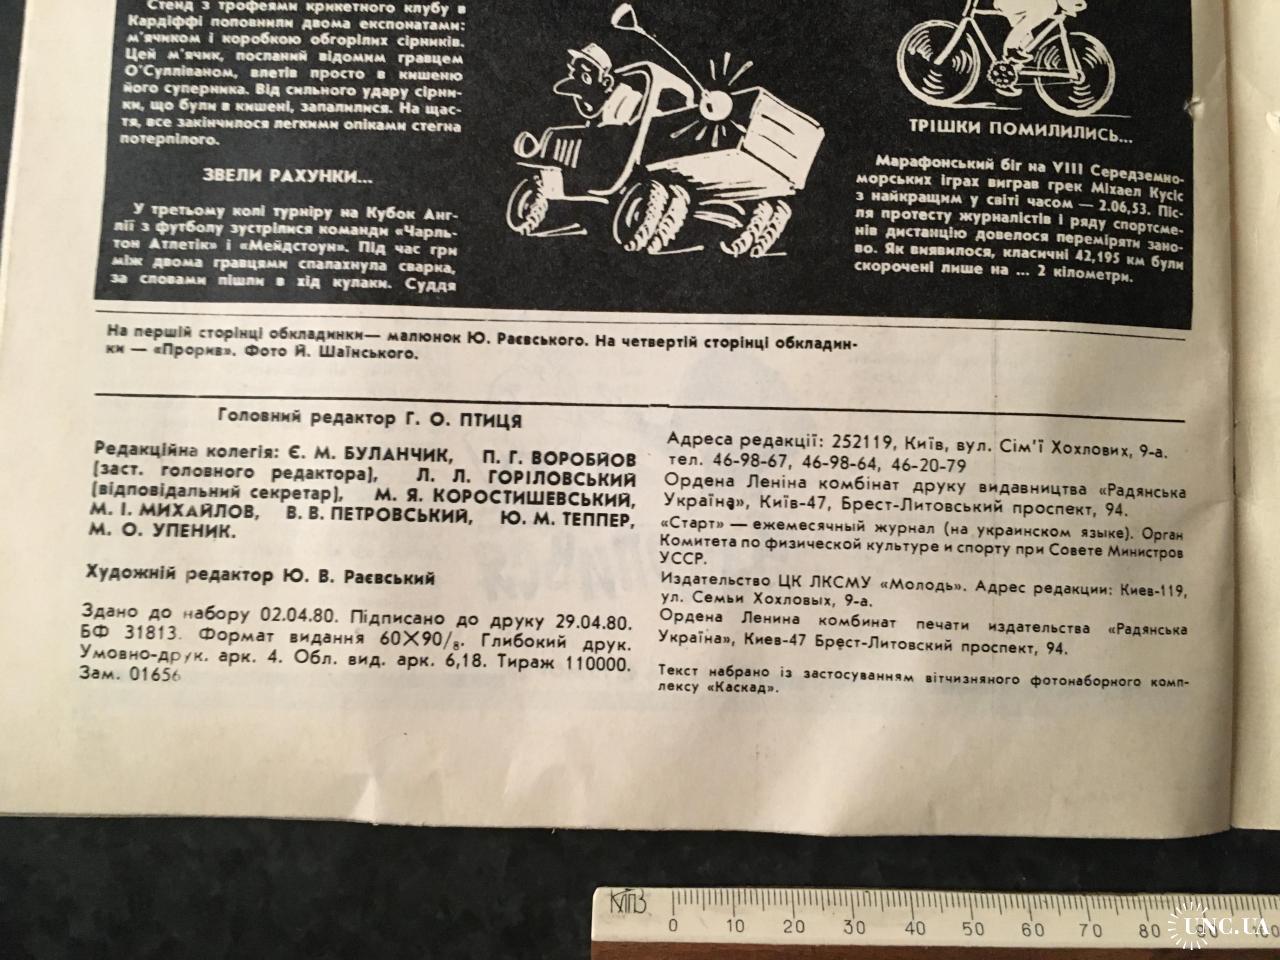 Стенд з трофеями крикетного клубу в
Кардіффі поповнили двома експонатами:
м'ячиком і коробкою обгорілих сірників.
Цей м'ячик, посланий відомим гравцем
О'Сулліваном, влетів просто в кишеню
його суперника. Від сильного удару сірни-
ки, що були в кишені, запалилися. На щас-
тя, все закінчилося легкими опіками стегна
потерпілого.
ЗВЕЛИ РАХУНКИ...
У третьому колі турніру на Кубок Анг-
лії з футболу зустрілися команди «Чарль-
тон Атлетік» і «Мейдстоун». Під час гри
між двома гравцями спалахнула сварка,
за словами пішли в хід кулаки. Суддя
ТРІШКИ ПОМИЛИЛИСЬ...
Марафонський біг на VIII Середземно-
морських іграх виграв грек Міхаел Кусіс
з найкращим у світі часом — 2.06,53. Піс-
ля протесту журналістів і ряду спортсме-
нів дистанцію довелося переміряти зано-
во. Як виявилося, класичні 42,195 км були
скорочені лише на ... 2 кілометри.
На першій сторінці обкладинки— малюнок Ю. Раєвського. На четвертій сторінці обкладин-
ки — «Прорив». Фото Й. Шаїнського.
Головний редактор Г. О. ПТИЦЯ
Редакційна колегія: Є. М. БУЛАНЧИК, П. Г. ВОРОБЙОВ
(заст. головного редактора), Л. Л. ГОРІЛОВСЬКИЙ
(відповідальний секретар), М. Я. КОРОСТИШЕВСЬКИЙ,
М. І. МИХАЙЛОВ, В. В. ПЕТРОВСЬКИЙ, Ю. М. ТЕППЕР,
М. О. УПЕНИК.
Художній редактор Ю. В. Раєвський
Здано до набору 02.04.80. Підписано до друку 29.04.80.
БФ 31813. Формат видання 60×90/8. Глибокий друк.
Умовно-друк. арк. 4. Обл. вид. арк. 6,18. Тираж 110000.
Зам. 01656
Адреса редакції: 252119, Київ, вул. Сім'ї Хохлових, 9-а.
тел. 46-98-67, 46-98-64, 46-20-79
Ордена Леніна комбінат друку видавництва «Радянська
Україна», Київ-47, Брест-Литовський проспект, 94.
«Старт» — ежемесячный журнал (на украинском языке). Орган
Комитета по физической культуре и спорту при Совете Министров
УССР.
Издательство ЦК ЛКСМУ «Молодь». Адрес редакции: Киев-119,
ул. Семьи Хохловых, 9-а.
Ордена Ленина комбинат печати издательства «Радянська
Україна», Киев-47 Брест-Литовский проспект, 94.
Текст набрано із застосуванням вітчизняного фотонаборного комп-
лексу «Каскад».
КПВЗ
0 10 20 30 40 50 60 70 80 90 100
UNC.UA